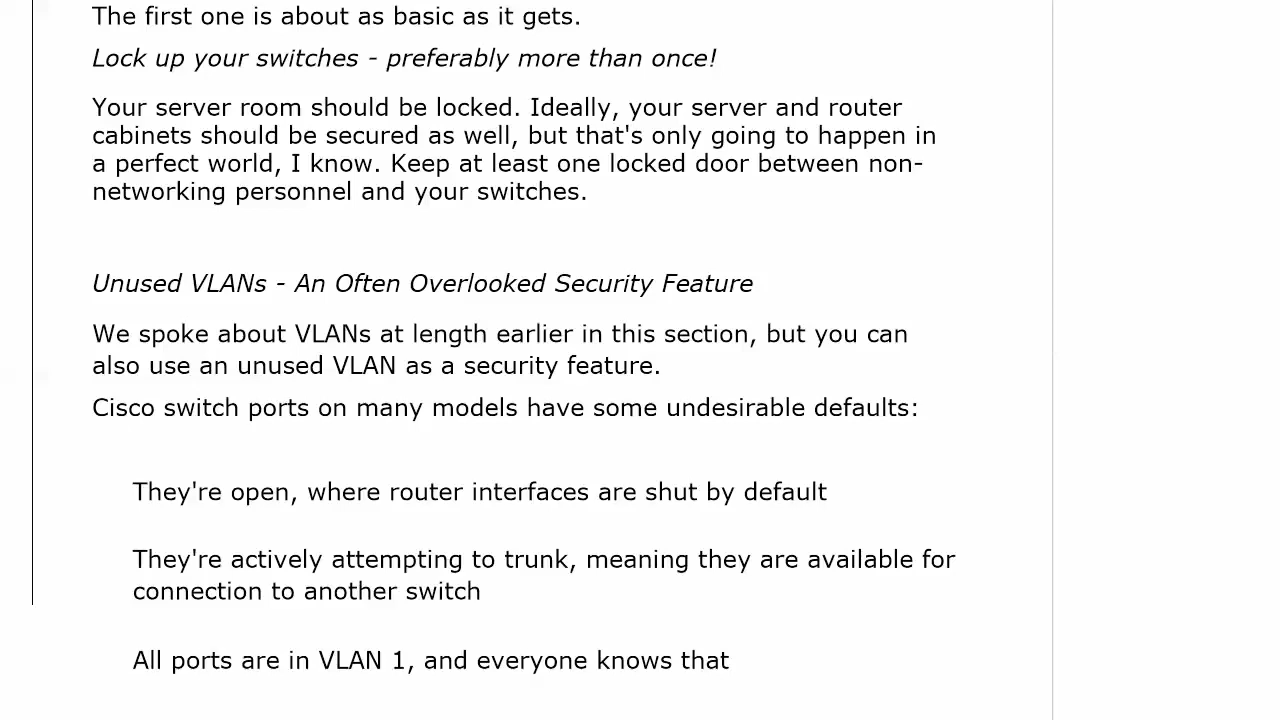 The first one is about as basic as it gets.
Lock up your switches - preferably more than once!
Your server room should be locked. Ideally, your server and router
cabinets should be secured as well, but that's only going to happen in
a perfect world, I know. Keep at least one locked door between non-
networking personnel and your switches.
Unused VLANs - An Often Overlooked Security Feature
We spoke about VLANs at length earlier in this section, but you can
also use an unused VLAN as a security feature.
Cisco switch ports on many models have some undesirable defaults:
They're open, where router interfaces are shut by default
They're actively attempting to trunk, meaning they are available for
connection to another switch
All ports are in VLAN 1, and everyone knows that